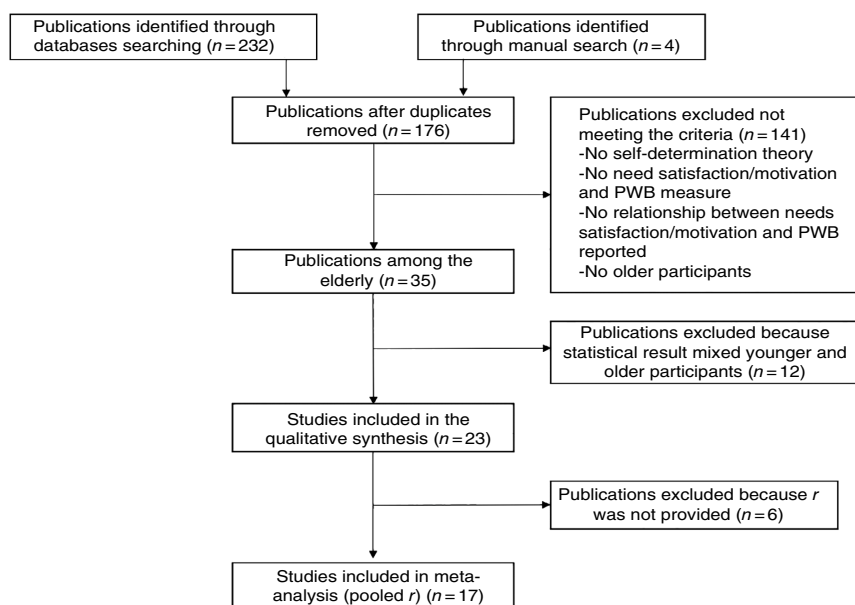 Publications identified through
databases searching (n=232)
Publications identified
through manual search (n=4)
Publications after duplicates
removed (n=176)
Publications excluded not
meeting the criteria (n=141)
-No self-determination theory
-No need satisfaction/motivation
and PWB measure
-No relationship between needs
satisfaction/motivation and PWB
reported
-No older participants
Publications among the
elderly (n=35)
Publications excluded because
statistical result mixed younger and
older participants (n=12)
Studies included in the
qualitative synthesis (n=23)
Publications excluded because r
was not provided (n=6)
Studies included in meta-
analysis (pooled r) (n=17)